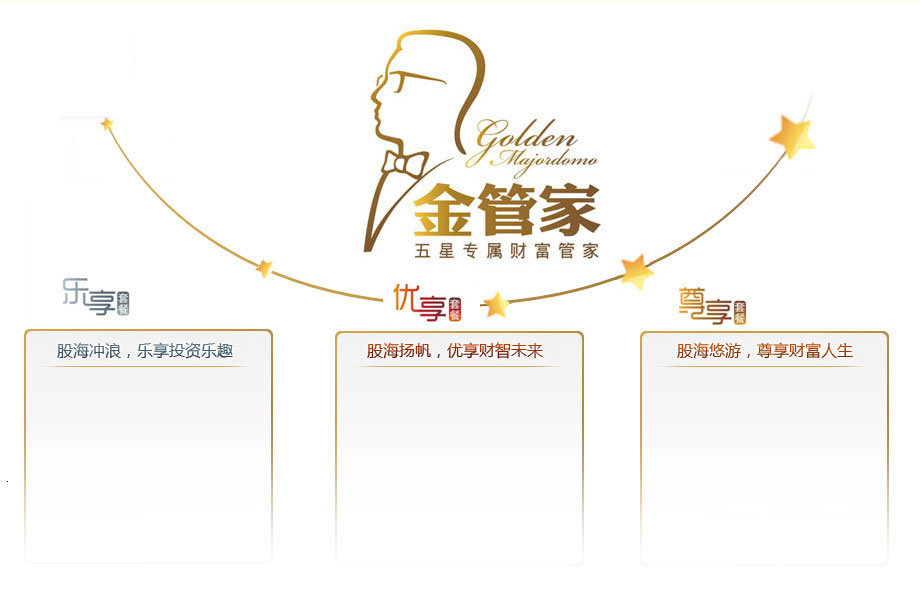 Golden
Majordomo
金管家
五星专属财富管家
乐享套餐
优享套餐
尊享套餐
股海冲浪，乐享投资乐趣
股海扬帆，优享财智未来
股海悠游，尊享财富人生